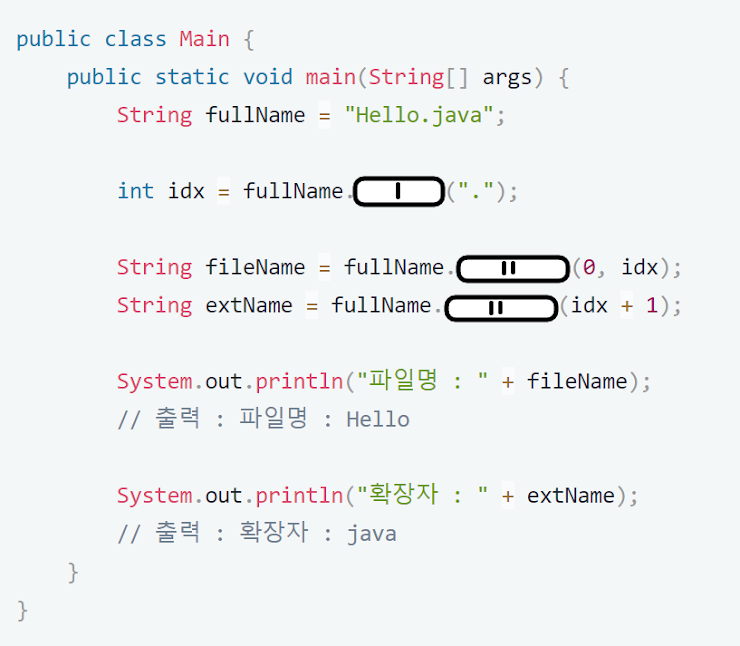 public class Main {
public static void main(String[] args) {
String fullName = "Hello.java";
int idx = fullName.I(".");
String fileName = fullName.II(0, idx);
String extName = fullName.II(idx + 1);
System.out.println("파일명 : " + fileName);
// 출력 : 파일명 : Hello
System.out.println("확장자 : " + extName);
// 출력 : 확장자 : java
}
}